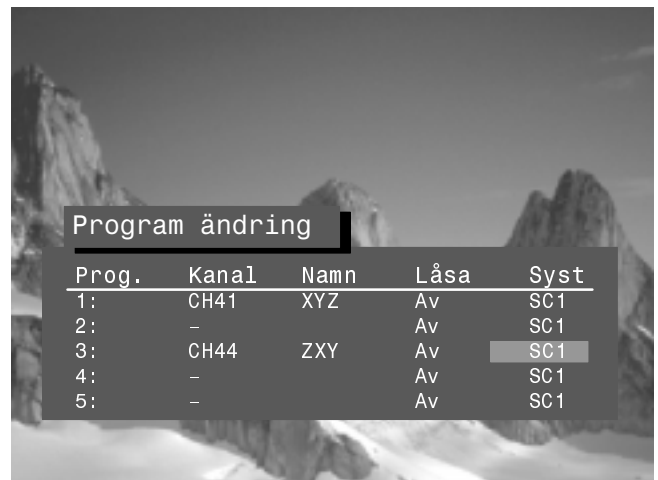 Program ändring
Prog. Kanal Namn Låsa Syst
1: CH41 XYZ Av SC1
2: – Av SC1
3: CH44 ZXY Av SC1
4: – Av SC1
5: – Av SC1